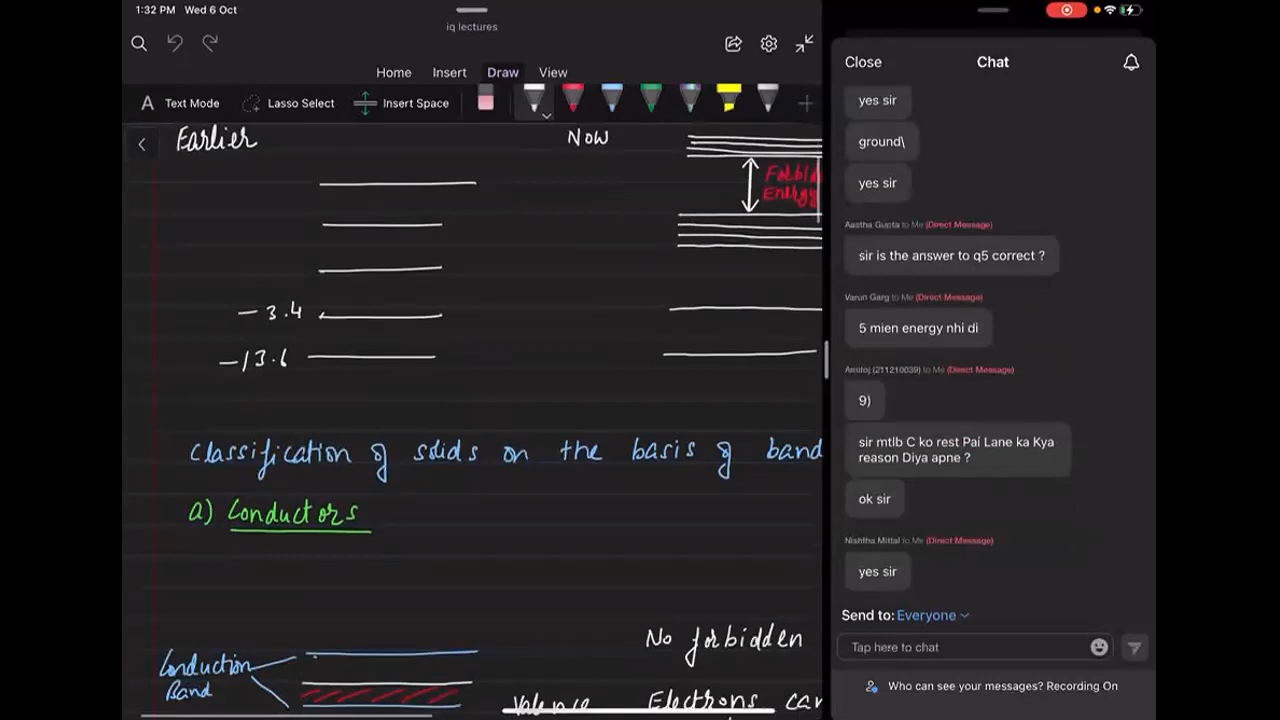 1:32 PM Wed 6 Oct
iq lectures
Home Insert Draw View
Text Mode Lasso Select Insert Space
Earlier Now
Energy
- 3.4
-13.6
Classification of solids on the basis of band
a) Conductors
No forbidden
Conduction
Band
Valence Electrons can
Close Chat
yes sir
ground\
yes sir
Aastha Gupta to Me (Direct Message)
sir is the answer to q5 correct ?
Varun Garg to Me (Direct Message)
5 mien energy nhi di
(211210039) to Me (Direct Message)
9)
sir mtlb C ko rest Pai Lane ka Kya
reason Diya apne ?
ok sir
Nishtha Mittal to Me (Direct Message)
yes sir
Send to: Everyone
Tap here to chat
Who can see your messages? Recording On